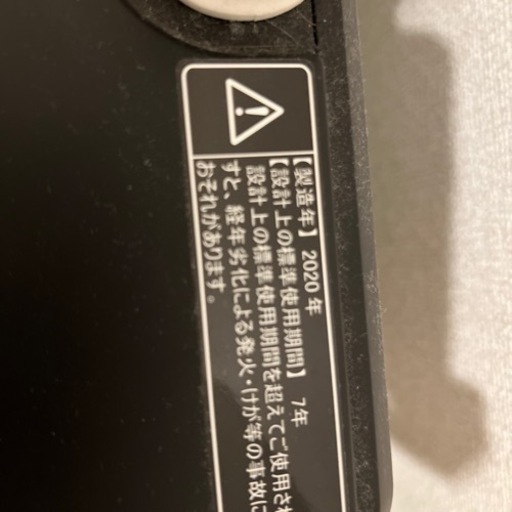 【製造年】2020年
【設計上の標準使用期間】7年
設計上の標準使用期間を超えてご使用され
すと、経年劣化による発火・けが等の事故に
おそれがあります。